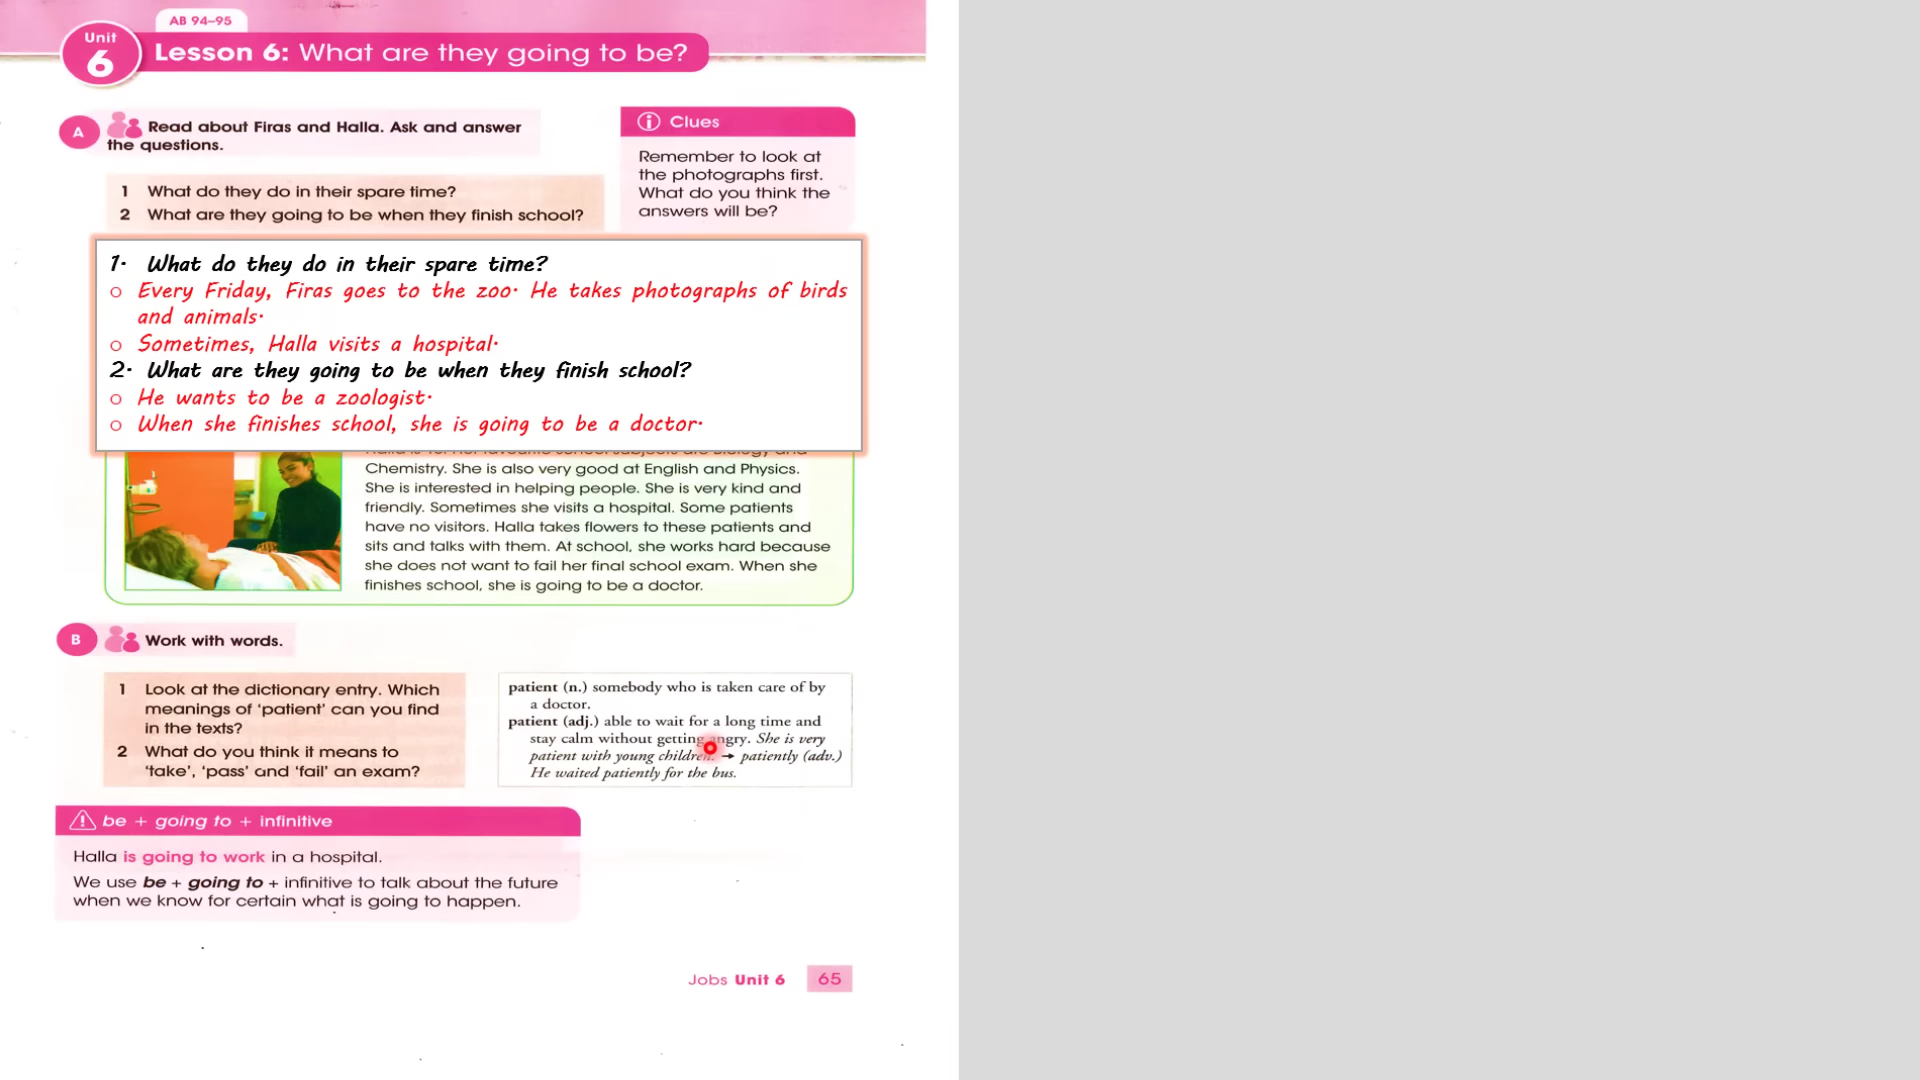 AB 94–95
Unit
6
Lesson 6: What are they going to be?
A
Read about Firas and Halla. Ask and answer
the questions.
1 What do they do in their spare time?
2 What are they going to be when they finish school?
Clues
Remember to look at
the photographs first.
What do you think the
answers will be?
1. What do they do in their spare time?
o Every Friday, Firas goes to the zoo. He takes photographs of birds
and animals.
o Sometimes, Halla visits a hospital.
2. What are they going to be when they finish school?
o He wants to be a zoologist.
o When she finishes school, she is going to be a doctor.
Chemistry. She is also very good at English and Physics.
She is interested in helping people. She is very kind and
friendly. Sometimes she visits a hospital. Some patients
have no visitors. Halla takes flowers to these patients and
sits and talks with them. At school, she works hard because
she does not want to fail her final school exam. When she
finishes school, she is going to be a doctor.
B
Work with words.
1 Look at the dictionary entry. Which
meanings of ‘patient’ can you find
in the texts?
2 What do you think it means to
‘take’, ‘pass’ and ‘fail’ an exam?
patient (n.) somebody who is taken care of by
a doctor.
patient (adj.) able to wait for a long time and
stay calm without getting angry. She is very
patient with young children. → patiently (adv.)
He waited patiently for the bus.
be + going to + infinitive
Halla is going to work in a hospital.
We use be + going to + infinitive to talk about the future
when we know for certain what is going to happen.
Jobs Unit 6 65